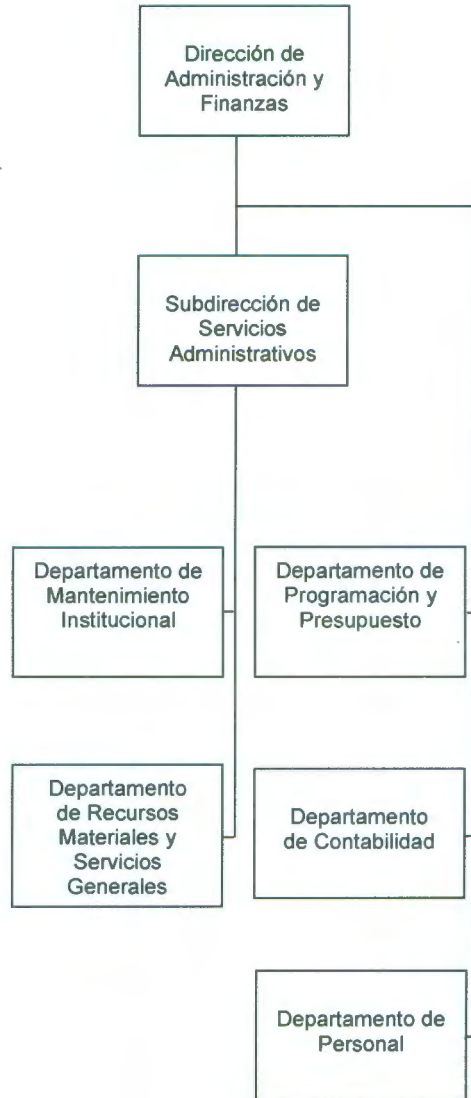 Dirección de
Administración y
Finanzas
Subdirección de
Servicios
Administrativos
Departamento de
Mantenimiento
Institucional
Departamento de
Programación y
Presupuesto
Departamento
de Recursos
Materiales y
Servicios
Generales
Departamento
de Contabilidad
Departamento de
Personal